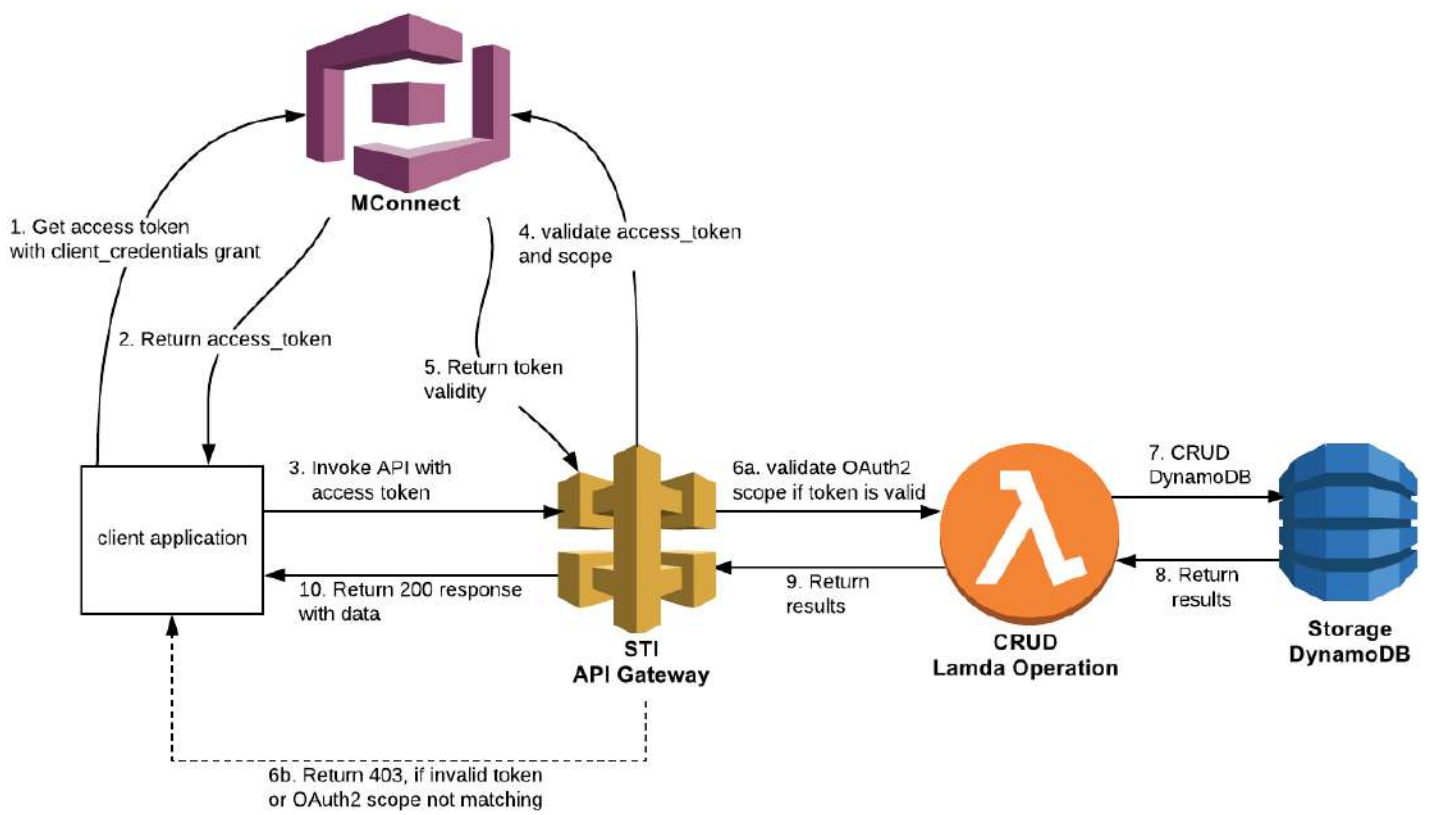 MConnect
1. Get access token
with client_credentials grant
4. validate access_token
and scope
2. Return access_token
5. Return token
validity
3. Invoke API with
access token
6a. validate OAuth2
scope if token is valid
7. CRUD
DynamoDB
client application
10. Return 200 response
with data
9. Return
results
8. Return
results
STI
API Gateway
CRUD
Lamda Operation
Storage
DynamoDB
6b. Return 403, if invalid token
or OAuth2 scope not matching